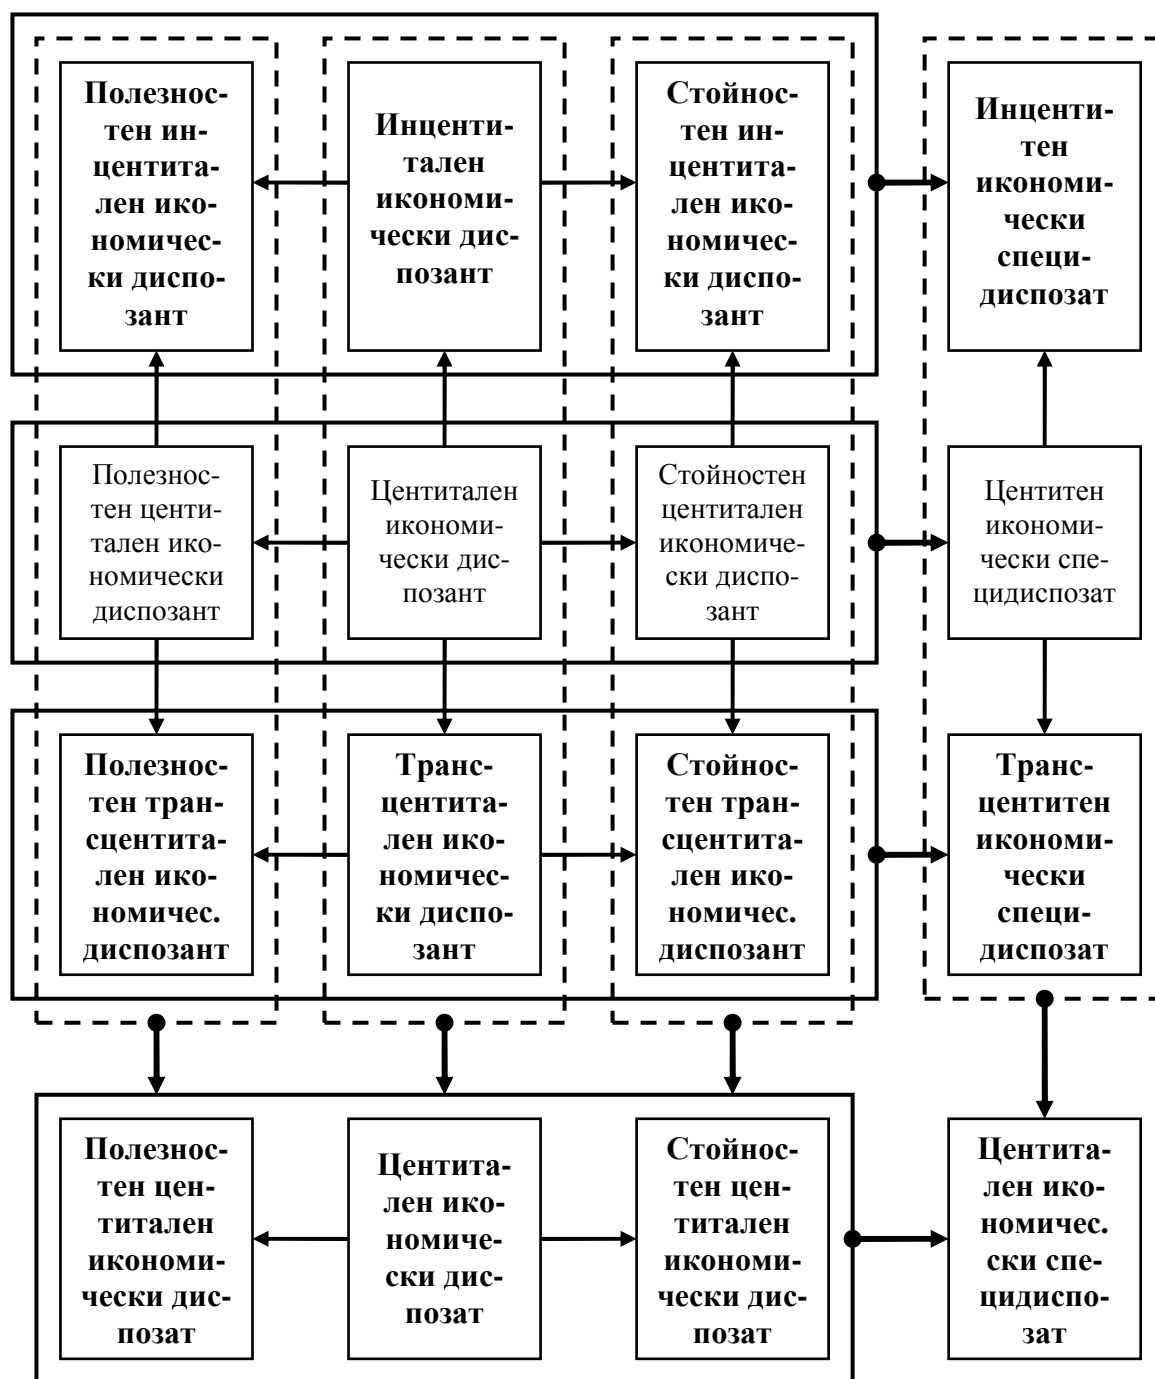 Полезнос-
тен ин-
центита-
лен ико-
номичес-
ки диспо-
зант
Инценти-
тален
икономи-
чески дис-
позант
Стойнос-
тен ин-
центита-
лен ико-
номичес-
ки диспо-
зант
Инценти-
тен
икономи-
чески
специ-
диспозат
Полезнос-
тен центи-
тален ико-
номически
диспозант
Центитален
икономи-
чески дис-
позант
Стойностен
центитален
икономиче-
ски диспо-
зант
Центитен
икономи-
чески спе-
цидиспозат
Полезнос-
тен тран-
сцентита-
лен ико-
номичес.
диспозант
Транс-
центита-
лен ико-
номичес-
ки диспо-
зант
Стойнос-
тен тран-
сцентита-
лен ико-
номичес.
диспозант
Транс-
центитен
икономи-
чески
специ-
диспозат
Полезнос-
тен цен-
титален
икономи-
чески дис-
позат
Центита-
лен ико-
номиче-
ски дис-
позат
Стойнос-
тен цен-
титален
икономи-
чески дис-
позат
Центита-
лен ико-
номичес.
ски спе-
цидиспо-
зат